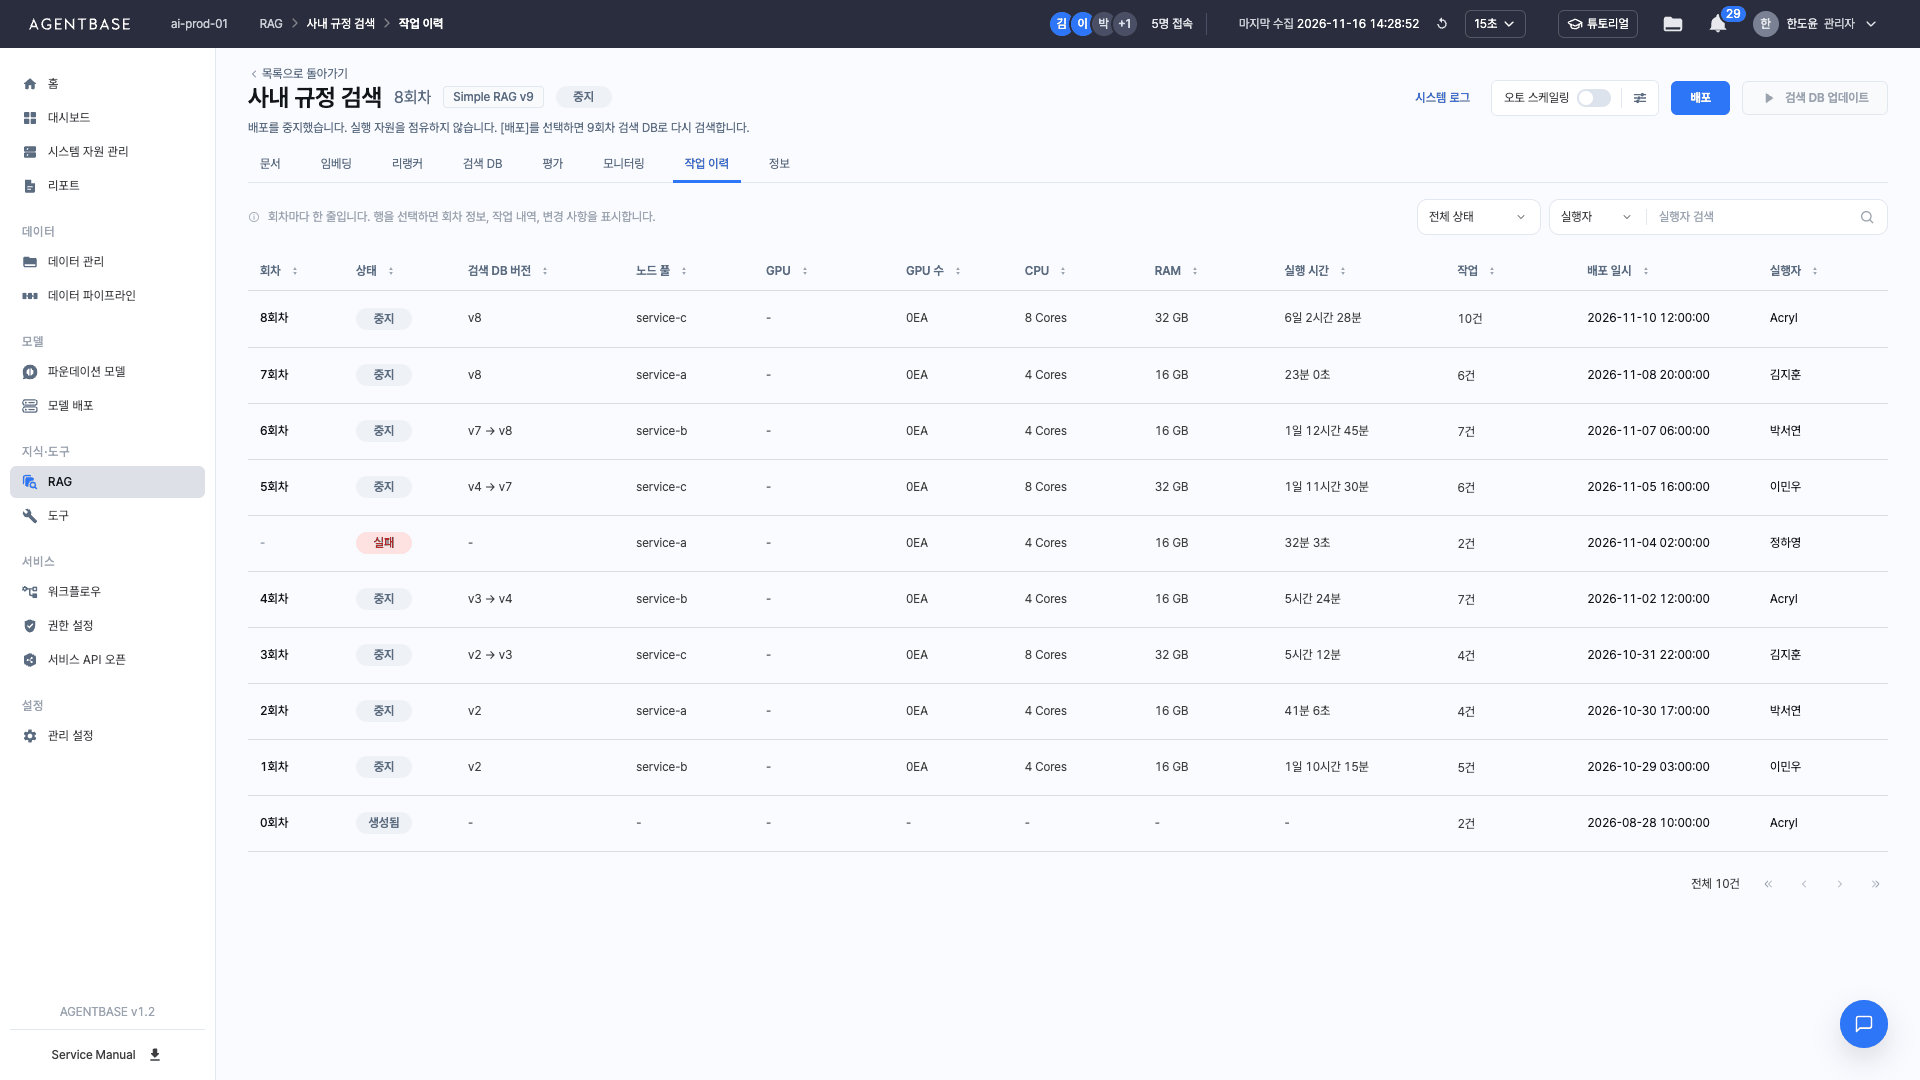 AGENTBASE
ai-prod-01
RAG > 사내 규정 검색 > 작업 이력
김 이 박 +1 5명 접속
마지막 수집 2026-11-16 14:28:52
15초
튜토리얼
29
한 한도윤 관리자
홈
대시보드
시스템 자원 관리
리포트
데이터
데이터 관리
데이터 파이프라인
모델
파운데이션 모델
모델 배포
지식·도구
RAG
도구
서비스
워크플로우
권한 설정
서비스 API 오픈
설정
관리 설정
AGENTBASE v1.2
Service Manual
목록으로 돌아가기
사내 규정 검색 8회차 Simple RAG v9 중지
배포를 중지했습니다. 실행 자원을 점유하지 않습니다. [배포]를 선택하면 9회차 검색 DB로 다시 검색합니다.
시스템 로그
오토 스케일링
배포
검색 DB 업데이트
문서 임베딩 리랭커 검색 DB 평가 모니터링 작업 이력 정보
회차마다 한 줄입니다. 행을 선택하면 회차 정보, 작업 내역, 변경 사항을 표시합니다.
전체 상태
실행자 실행자 검색
회차 상태 검색 DB 버전 노드 풀 GPU GPU 수 CPU RAM 실행 시간 작업 배포 일시 실행자
8회차 중지 v8 service-c - 0EA 8 Cores 32 GB 6일 2시간 28분 10건 2026-11-10 12:00:00 Acryl
7회차 중지 v8 service-a - 0EA 4 Cores 16 GB 23분 0초 6건 2026-11-08 20:00:00 김지훈
6회차 중지 v7 → v8 service-b - 0EA 4 Cores 16 GB 1일 12시간 45분 7건 2026-11-07 06:00:00 박서연
5회차 중지 v4 → v7 service-c - 0EA 8 Cores 32 GB 1일 11시간 30분 6건 2026-11-05 16:00:00 이민우
- 실패 - service-a - 0EA 4 Cores 16 GB 32분 3초 2건 2026-11-04 02:00:00 정하영
4회차 중지 v3 → v4 service-b - 0EA 4 Cores 16 GB 5시간 24분 7건 2026-11-02 12:00:00 Acryl
3회차 중지 v2 → v3 service-c - 0EA 8 Cores 32 GB 5시간 12분 4건 2026-10-31 22:00:00 김지훈
2회차 중지 v2 service-a - 0EA 4 Cores 16 GB 41분 6초 4건 2026-10-30 17:00:00 박서연
1회차 중지 v2 service-b - 0EA 4 Cores 16 GB 1일 10시간 15분 5건 2026-10-29 03:00:00 이민우
0회차 생성됨 - - - - - - - 2건 2026-08-28 10:00:00 Acryl
전체 10건 « ‹ › »